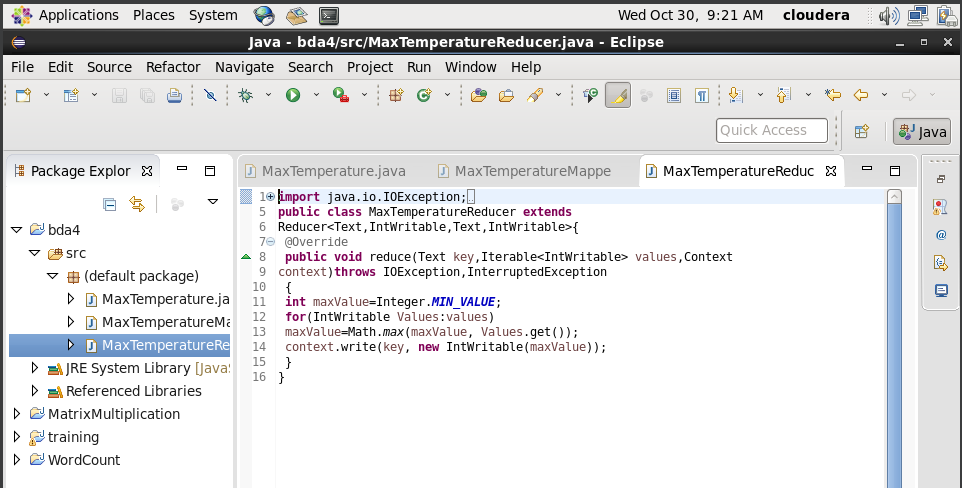 Applications Places System
Wed Oct 30, 9:21 AM cloudera
Java - bda4/src/MaxTemperatureReducer.java - Eclipse
File Edit Source Refactor Navigate Search Project Run Window Help
Quick Access
Java
Package Explor
MaxTemperature.java
MaxTemperatureMappe
MaxTemperatureReduc
bda4
src
(default package)
MaxTemperature.ja
MaxTemperatureMa
MaxTemperatureRe
JRE System Library [Java
Referenced Libraries
MatrixMultiplication
training
WordCount
1 import java.io.IOException;
5 public class MaxTemperatureReducer extends
6 Reducer<Text,IntWritable,Text,IntWritable>{
7 @Override
8 public void reduce(Text key,Iterable<IntWritable> values,Context
9 context)throws IOException,InterruptedException
10 {
11 int maxValue=Integer.MIN_VALUE;
12 for(IntWritable Values:values)
13 maxValue=Math.max(maxValue, Values.get());
14 context.write(key, new IntWritable(maxValue));
15 }
16 }